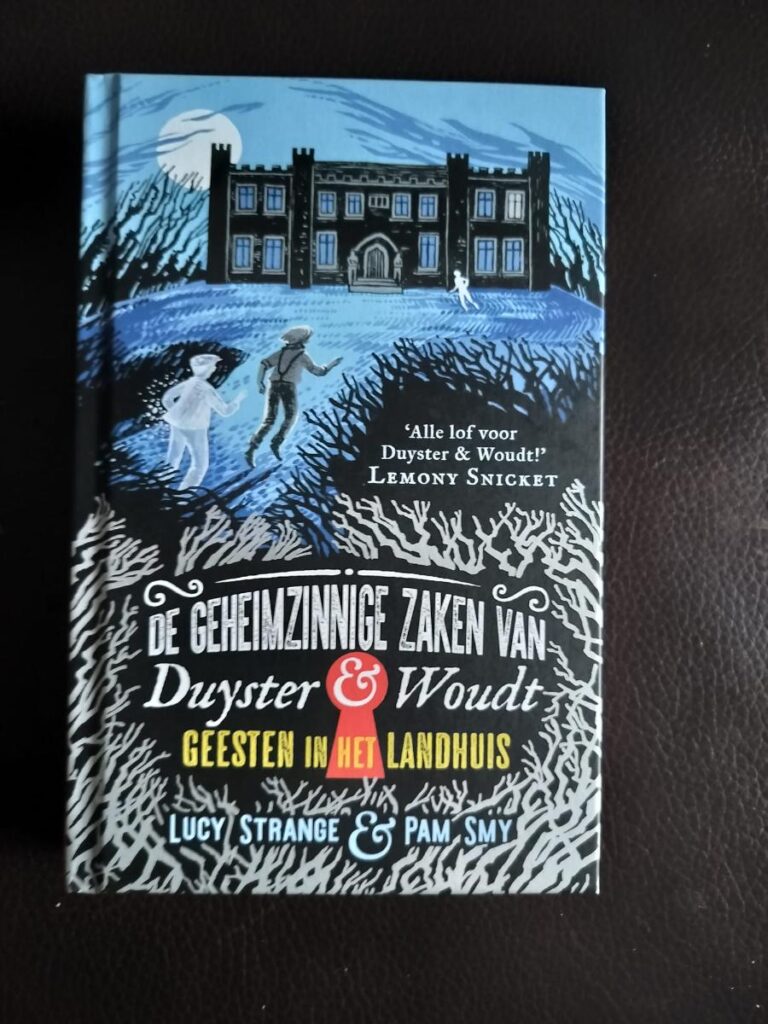 ‘Alle lof voor
Duyster & Woudt!’
Lemony Snicket
DE GEHEIMZINNIGE ZAKEN VAN
Duyster & Woudt
GEESTEN IN HET LANDHUIS
Lucy Strange & Pam Smy